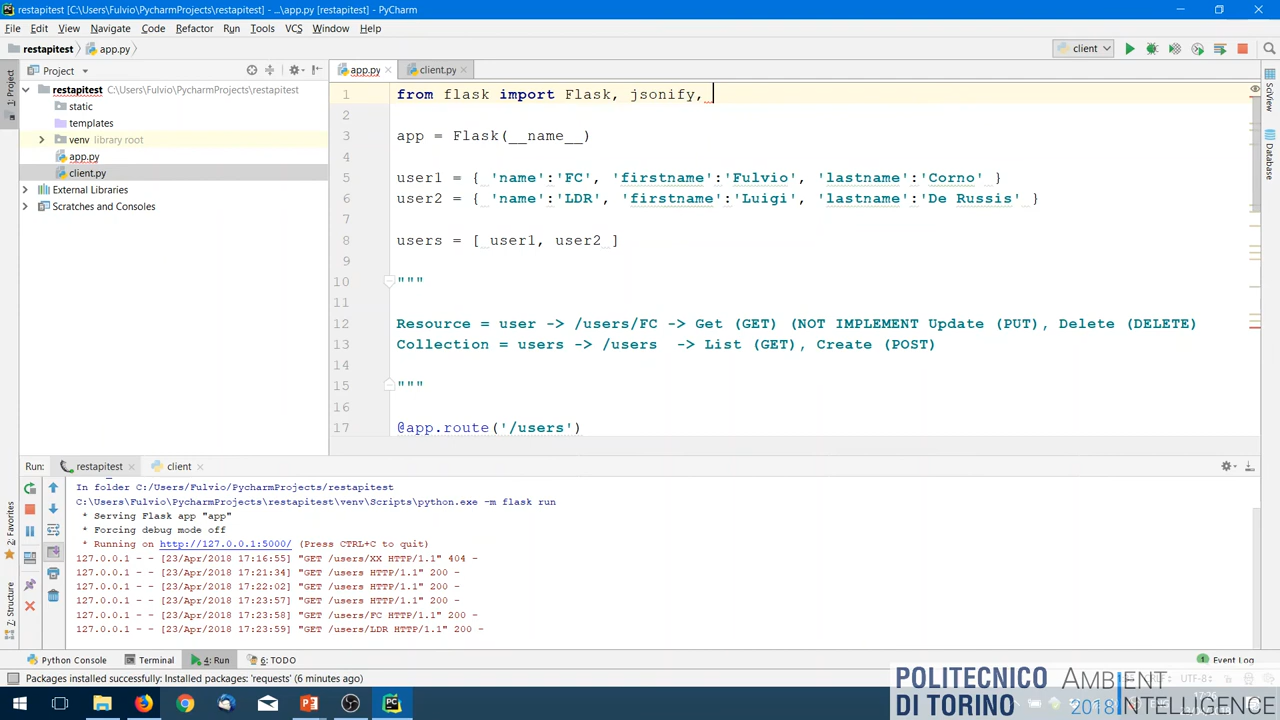 restapitest [C:\Users\Fulvio\PycharmProjects\restapitest] - ...\app.py [restapitest] - PyCharm
File Edit View Navigate Code Refactor Run Tools VCS Window Help
restapitest app.py client
Project app.py client.py
1: Project
restapitest C:\Users\Fulvio\PycharmProjects\restapitest
static
templates
venv library root
app.py
client.py
External Libraries
Scratches and Consoles
1 from flask import Flask, jsonify,
2
3 app = Flask(__name__)
4
5 user1 = { 'name':'FC', 'firstname':'Fulvio', 'lastname':'Corno' }
6 user2 = { 'name':'LDR', 'firstname':'Luigi', 'lastname':'De Russis' }
7
8 users = [ user1, user2 ]
9
10 """
11
12 Resource = user -> /users/FC -> Get (GET) (NOT IMPLEMENT Update (PUT), Delete (DELETE)
13 Collection = users -> /users -> List (GET), Create (POST)
14
15 """
16
17 @app.route('/users')
SciView
Database
Run: restapitest client
In folder C:/Users/Fulvio/PycharmProjects/restapitest
C:\Users\Fulvio\PycharmProjects\restapitest\venv\Scripts\python.exe -m flask run
* Serving Flask app "app"
* Forcing debug mode off
* Running on http://127.0.0.1:5000/ (Press CTRL+C to quit)
127.0.0.1 - - [23/Apr/2018 17:16:55] "GET /users/XX HTTP/1.1" 404 -
127.0.0.1 - - [23/Apr/2018 17:21:34] "GET /users HTTP/1.1" 200 -
127.0.0.1 - - [23/Apr/2018 17:22:02] "GET /users HTTP/1.1" 200 -
127.0.0.1 - - [23/Apr/2018 17:23:57] "GET /users HTTP/1.1" 200 -
127.0.0.1 - - [23/Apr/2018 17:23:58] "GET /users/FC HTTP/1.1" 200 -
127.0.0.1 - - [23/Apr/2018 17:23:59] "GET /users/LDR HTTP/1.1" 200 -
2: Favorites
7: Structure
Python Console Terminal 4: Run 6: TODO Event Log
Packages installed successfully: Installed packages: 'requests' (6 minutes ago)
UTF-8
POLITECNICO
DI TORINO
AMBIENT
2018 INTELLIGENCE